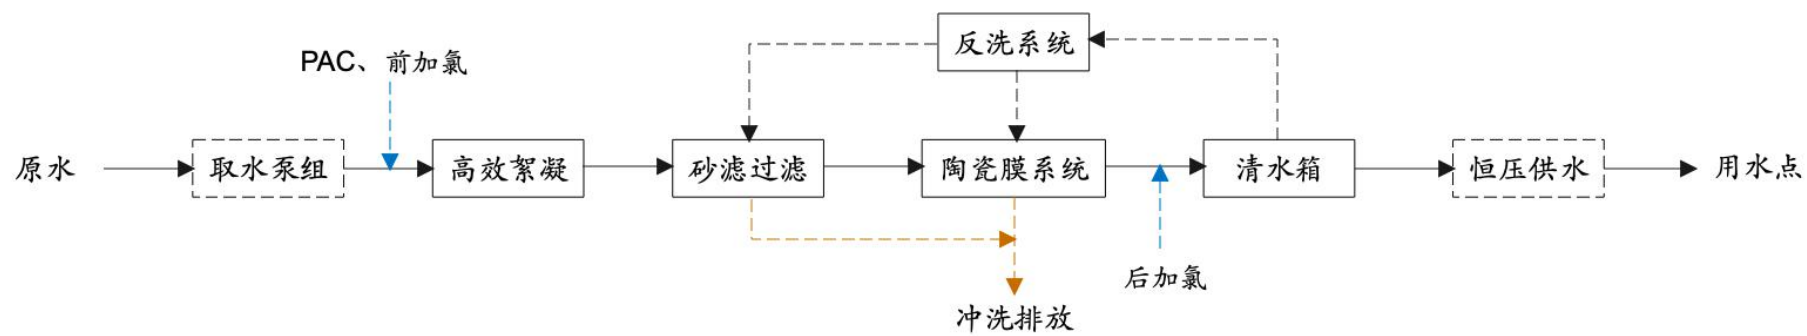 反洗系统
PAC、前加氯
原水
取水泵组
高效絮凝
砂滤过滤
陶瓷膜系统
清水箱
恒压供水
用水点
后加氯
冲洗排放